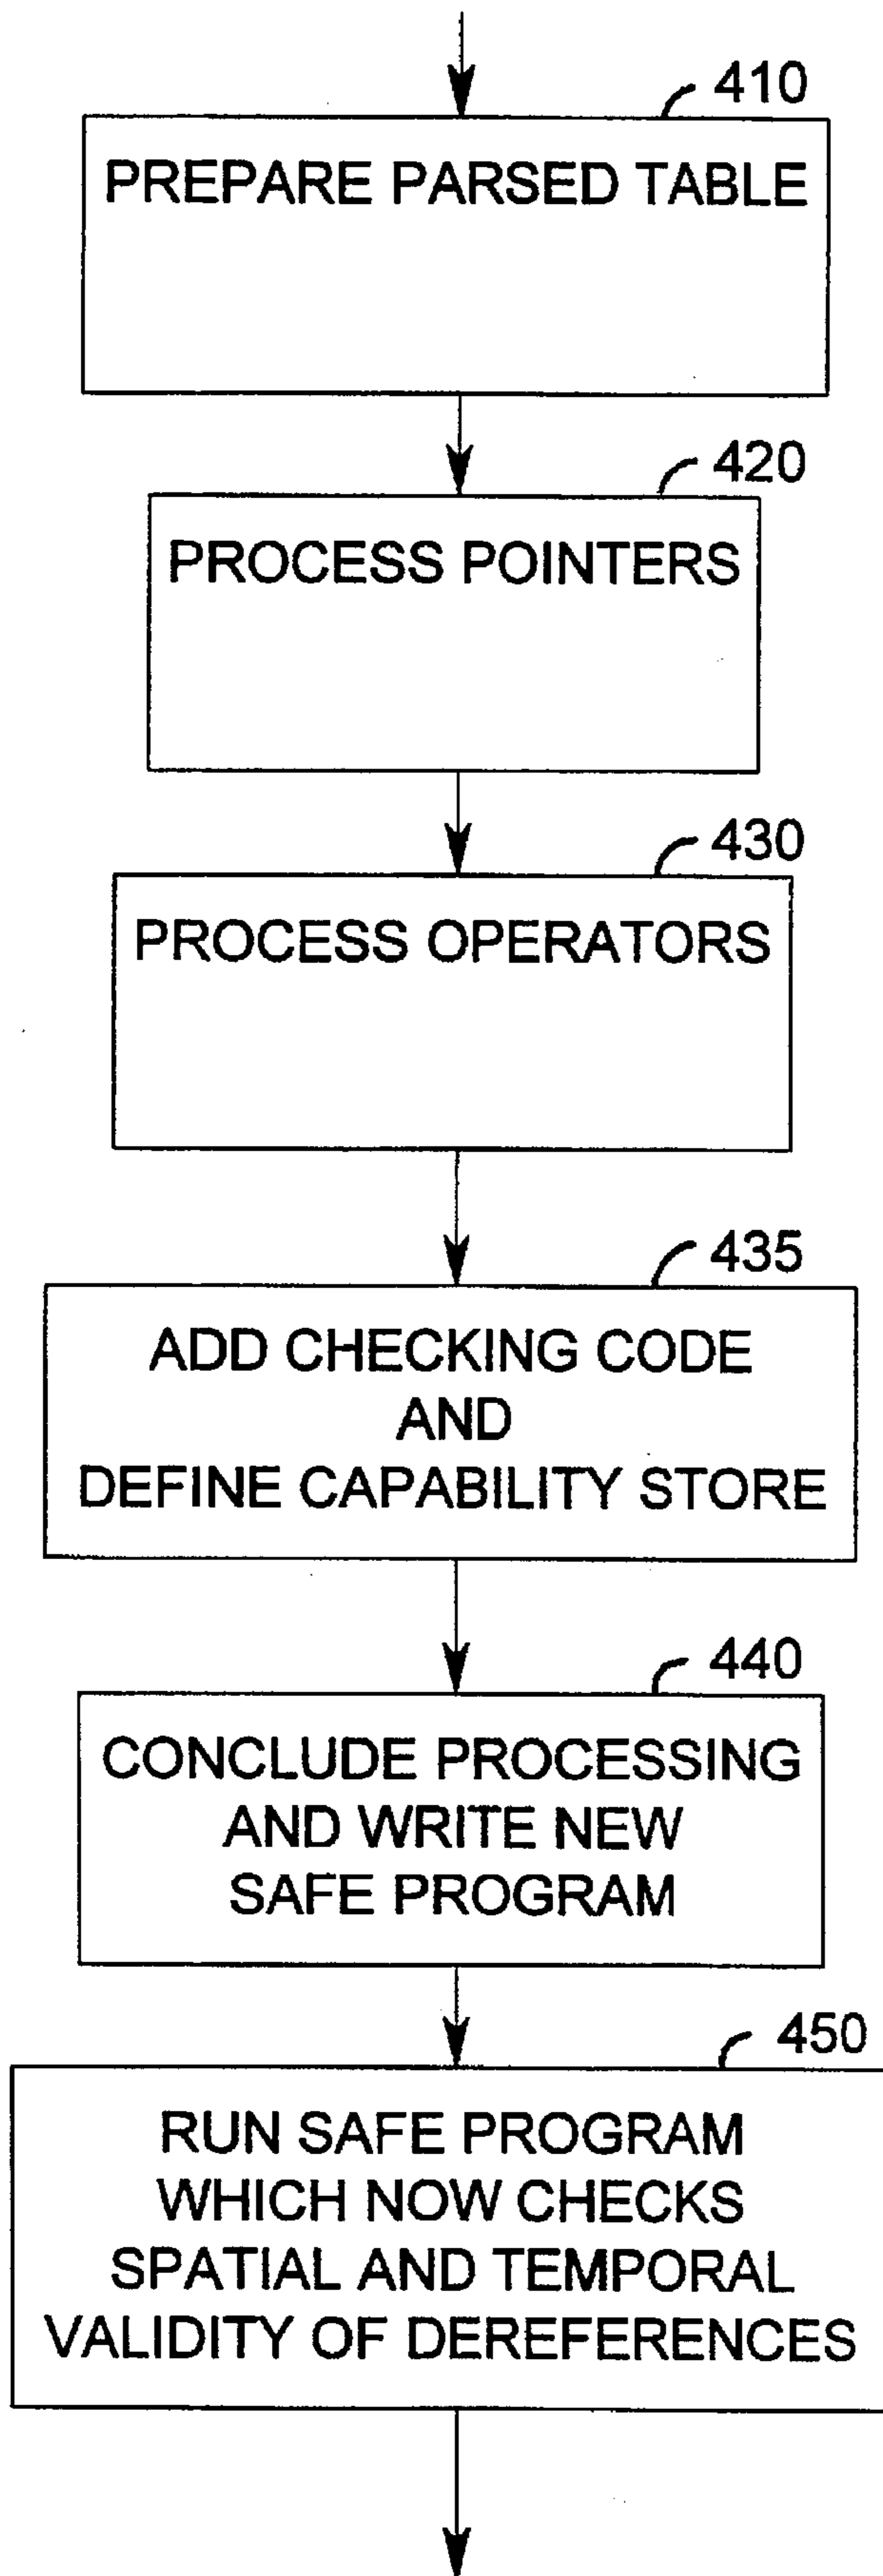 410
PREPARE PARSED TABLE
420
PROCESS POINTERS
430
PROCESS OPERATORS
435
ADD CHECKING CODE
AND
DEFINE CAPABILITY STORE
440
CONCLUDE PROCESSING
AND WRITE NEW
SAFE PROGRAM
450
RUN SAFE PROGRAM
WHICH NOW CHECKS
SPATIAL AND TEMPORAL
VALIDITY OF DEREFERENCES